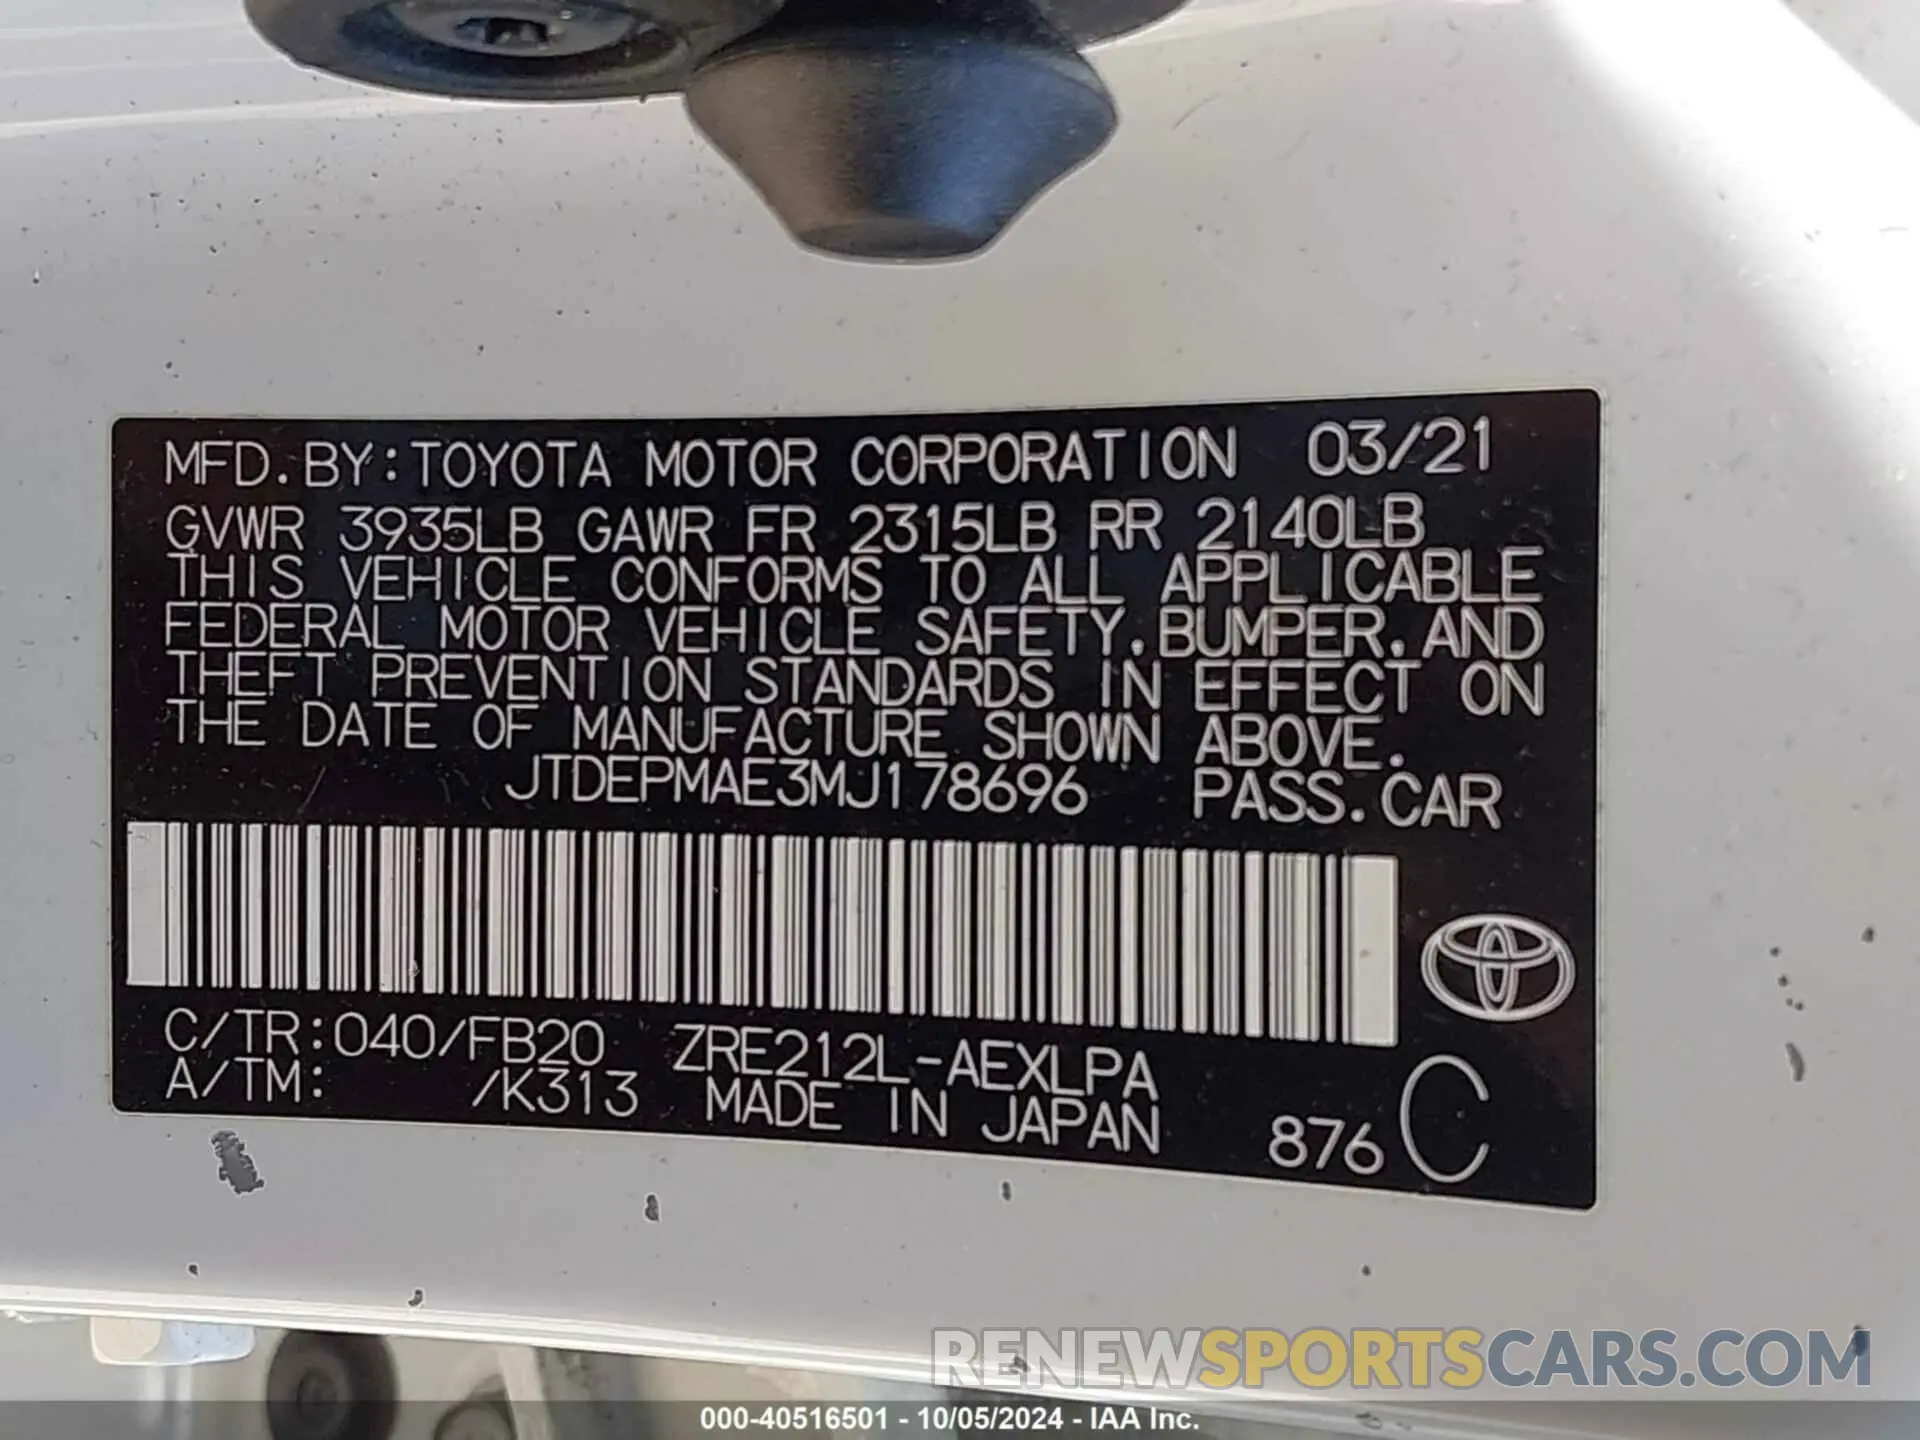 MFD. BY: TOYOTA MOTOR CORPORATION 03/21
GVWR 3935LB GAWR FR 2315LB RR 2140LB
THIS VEHICLE CONFORMS TO ALL APPLICABLE
FEDERAL MOTOR VEHICLE SAFETY. BUMPER. AND
THEFT PREVENTION STANDARDS IN EFFECT ON
THE DATE OF MANUFACTURE SHOWN ABOVE.
JTDEPMAE3MJ178696 PASS. CAR
C/TR: 040/FB20 ZRE212L-AEXLPA
A/TM: /K313 MADE IN JAPAN 876 C
RENEWSPORTSCARS.COM
000-40516501 - 10/05/2024 - IAA Inc.